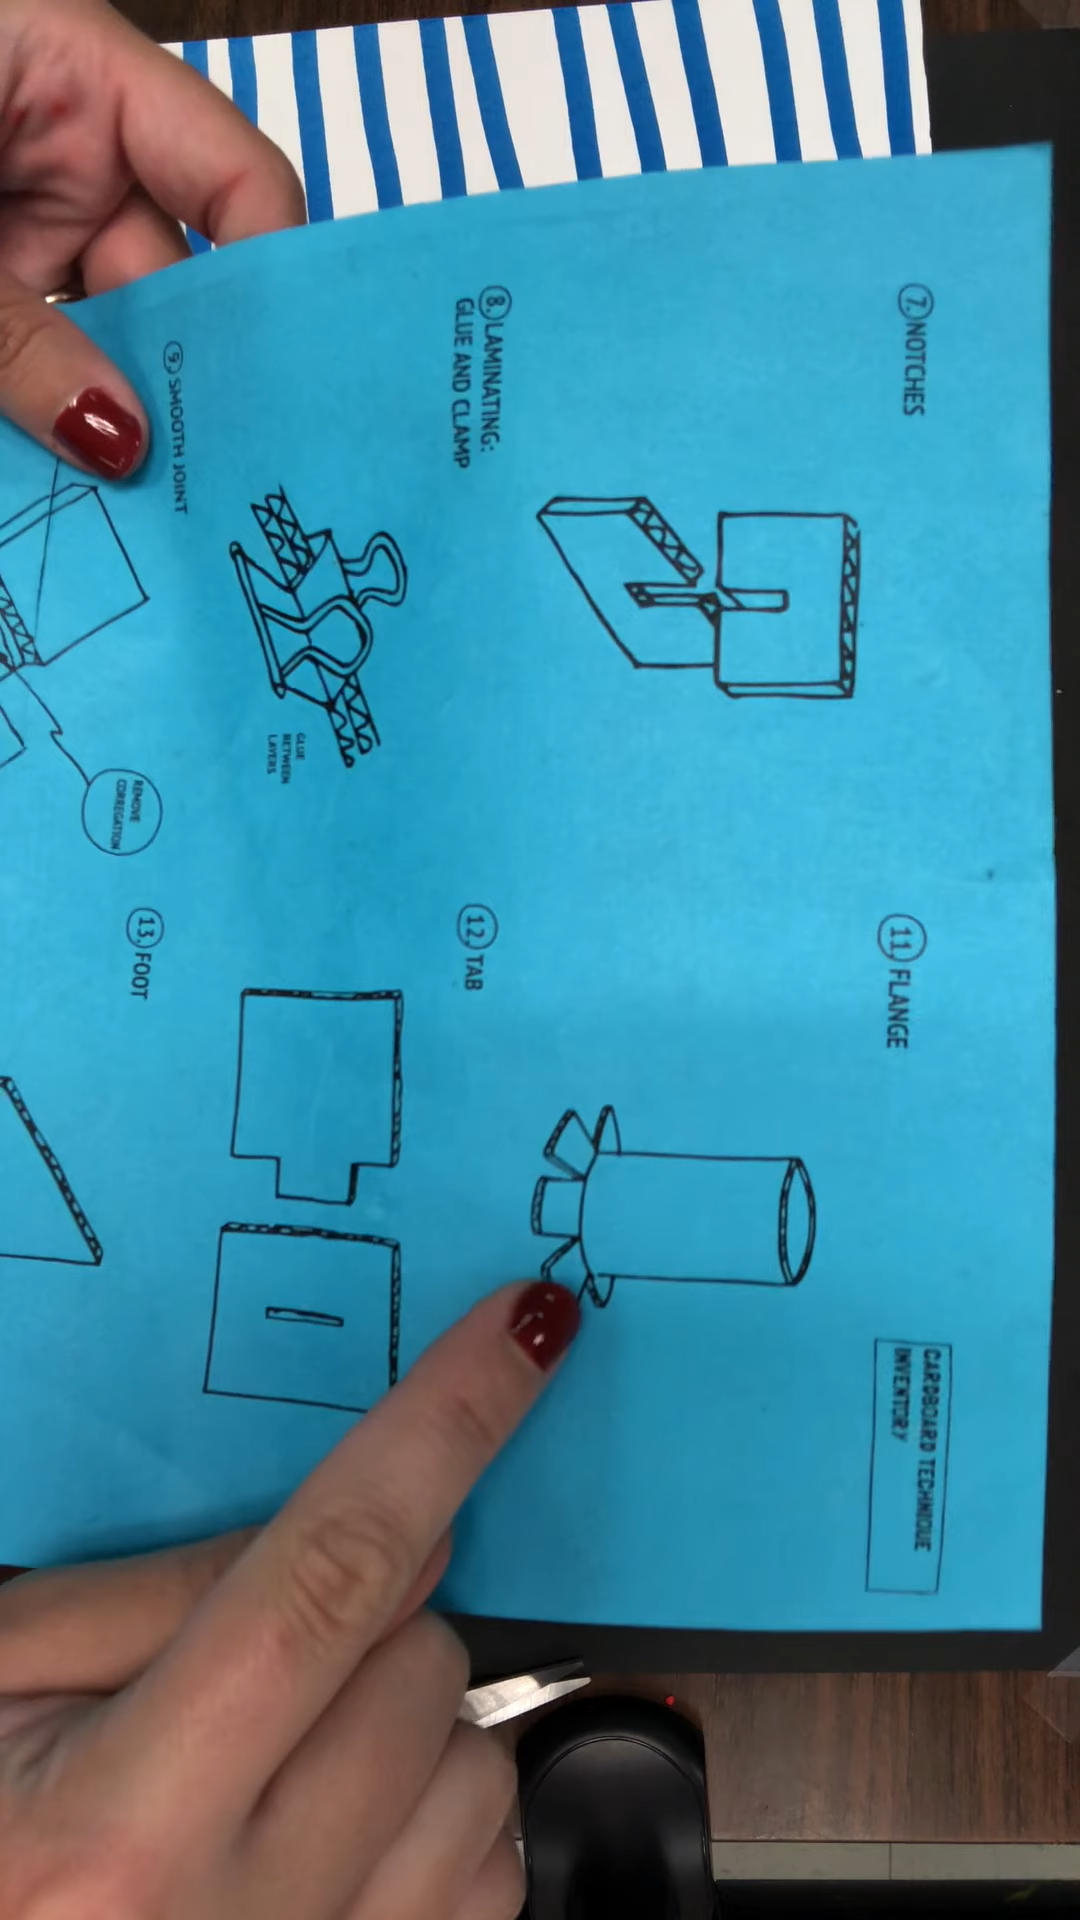 7. NOTCHES
8. LAMINATING:
GLUE AND CLAMP
GLUE
BETWEEN
LAYERS
9. SMOOTH JOINT
REMOVE
CORREGATION
CARDBOARD TECHNIQUE
INVENTORY
11. FLANGE
12. TAB
13. FOOT